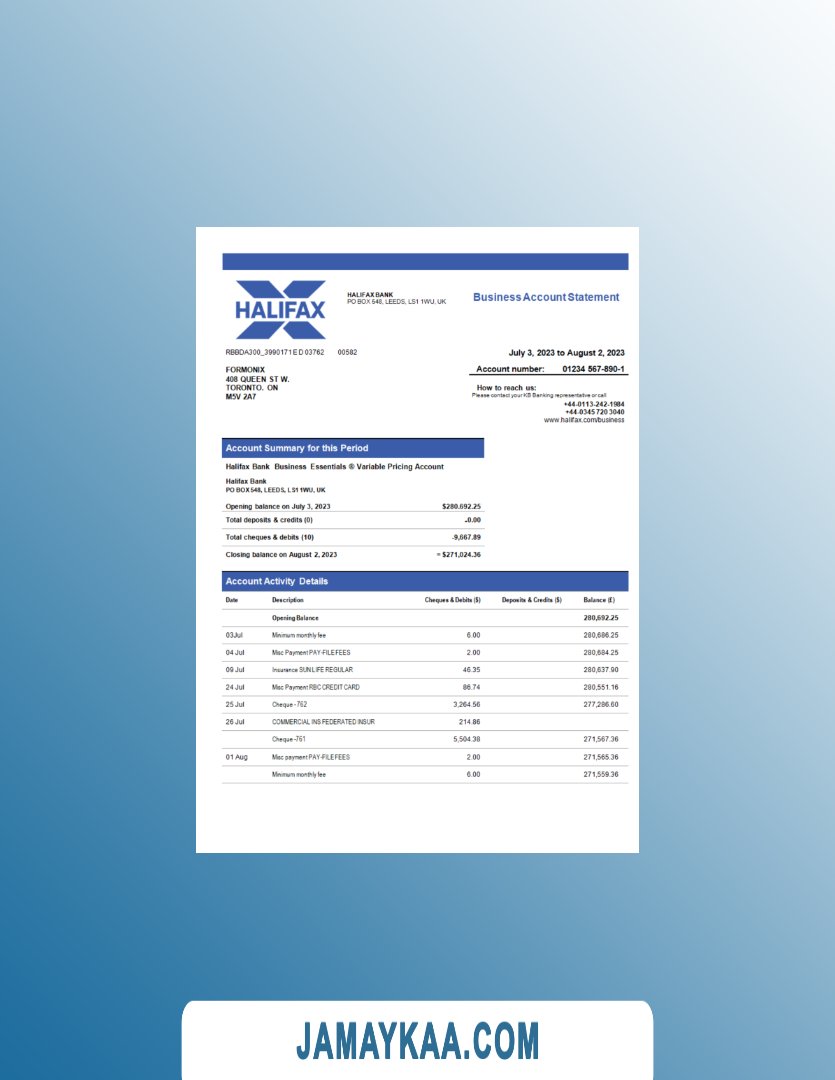 HALIFAX
HALIFAX BANK
PO BOX 548, LEEDS, LS1 1WU, UK
Business Account Statement
RBBDA300_3990171 E D 03762 00582
July 3, 2023 to August 2, 2023
FORMONIX
408 QUEEN ST W.
TORONTO. ON
M5V 2A7
Account number: 01234 567-890-1
How to reach us:
Please contact your KB Banking representative or call
+44-0113-242-1984
+44-0345 720 3040
www.halifax.com/business
Account Summary for this Period
Halifax Bank Business Essentials ® Variable Pricing Account
Halifax Bank
PO BOX 548, LEEDS, LS1 1WU, UK
Opening balance on July 3, 2023 $280.692.25
Total deposits & credits (0) -0.00
Total cheques & debits (10) -9,667.89
Closing balance on August 2, 2023 = $271,024.36
Account Activity Details
Date Description Cheques & Debits ($) Deposits & Credits ($) Balance (£)
Opening Balance 280,692.25
03Jul Minimum monthly fee 6.00 280,686.25
04 Jul Misc Payment PAY-FILE FEES 2.00 280,684.25
09 Jul Insurance SUN LIFE REGULAR 46.35 280,637.90
24 Jul Misc Payment RBC CREDIT CARD 86.74 280,551.16
25 Jul Cheque -762 3,264.56 277,286.60
26 Jul COMMERCIAL INS FEDERATED INSUR 214.86
Cheque -761 5,504.38 271,567.36
01 Aug Misc payment PAY-FILE FEES 2.00 271,565.36
Minimum monthly fee 6.00 271,559.36
JAMAYKAA.COM